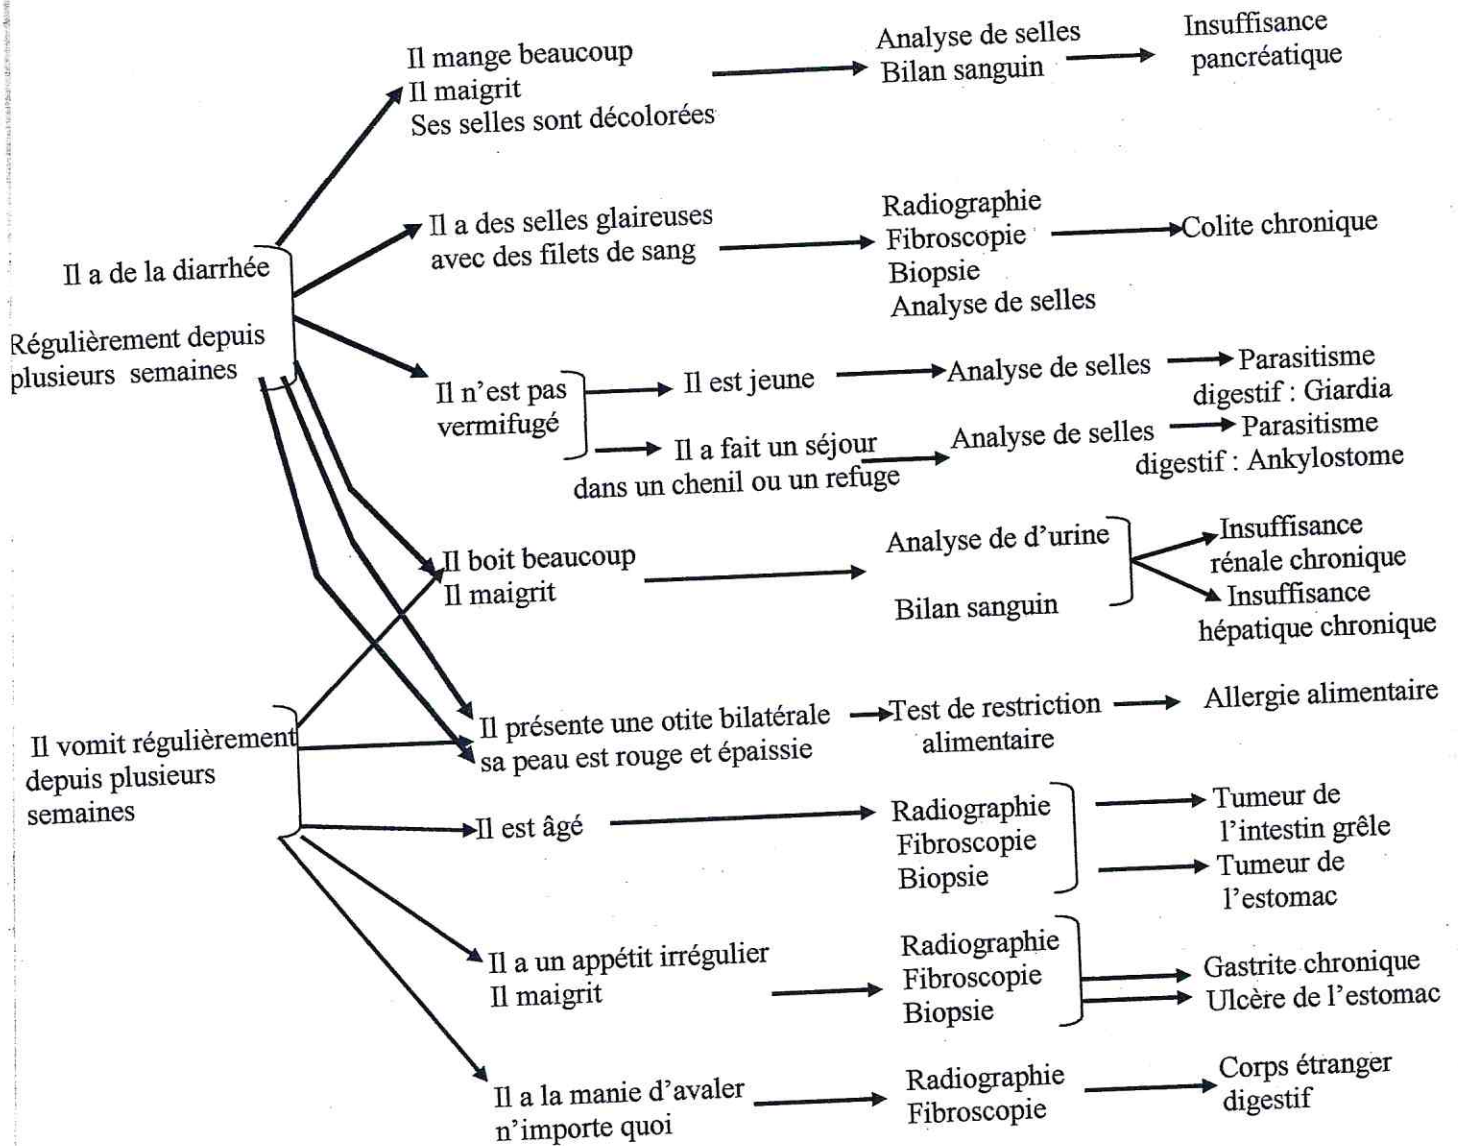 Il mange beaucoup
Il maigrit
Ses selles sont décolorées
Analyse de selles
Bilan sanguin
Insuffisance
pancréatique
Il a de la diarrhée
Régulièrement depuis
plusieurs semaines
Il a des selles glaireuses
avec des filets de sang
Radiographie
Fibroscopie
Biopsie
Analyse de selles
Colite chronique
Il n'est pas
vermifugé
Il est jeune
Analyse de selles
Parasitisme
digestif : Giardia
Il a fait un séjour
dans un chenil ou un refuge
Analyse de selles
Parasitisme
digestif : Ankylostome
Il boit beaucoup
Il maigrit
Analyse de d'urine
Bilan sanguin
Insuffisance
rénale chronique
Insuffisance
hépatique chronique
Il vomit régulièrement
depuis plusieurs
semaines
Il présente une otite bilatérale
sa peau est rouge et épaissie
Test de restriction
alimentaire
Allergie alimentaire
Il est âgé
Radiographie
Fibroscopie
Biopsie
Tumeur de
l'intestin grêle
Tumeur de
l'estomac
Il a un appétit irrégulier
Il maigrit
Radiographie
Fibroscopie
Biopsie
Gastrite chronique
Ulcère de l'estomac
Il a la manie d'avaler
n'importe quoi
Radiographie
Fibroscopie
Corps étranger
digestif